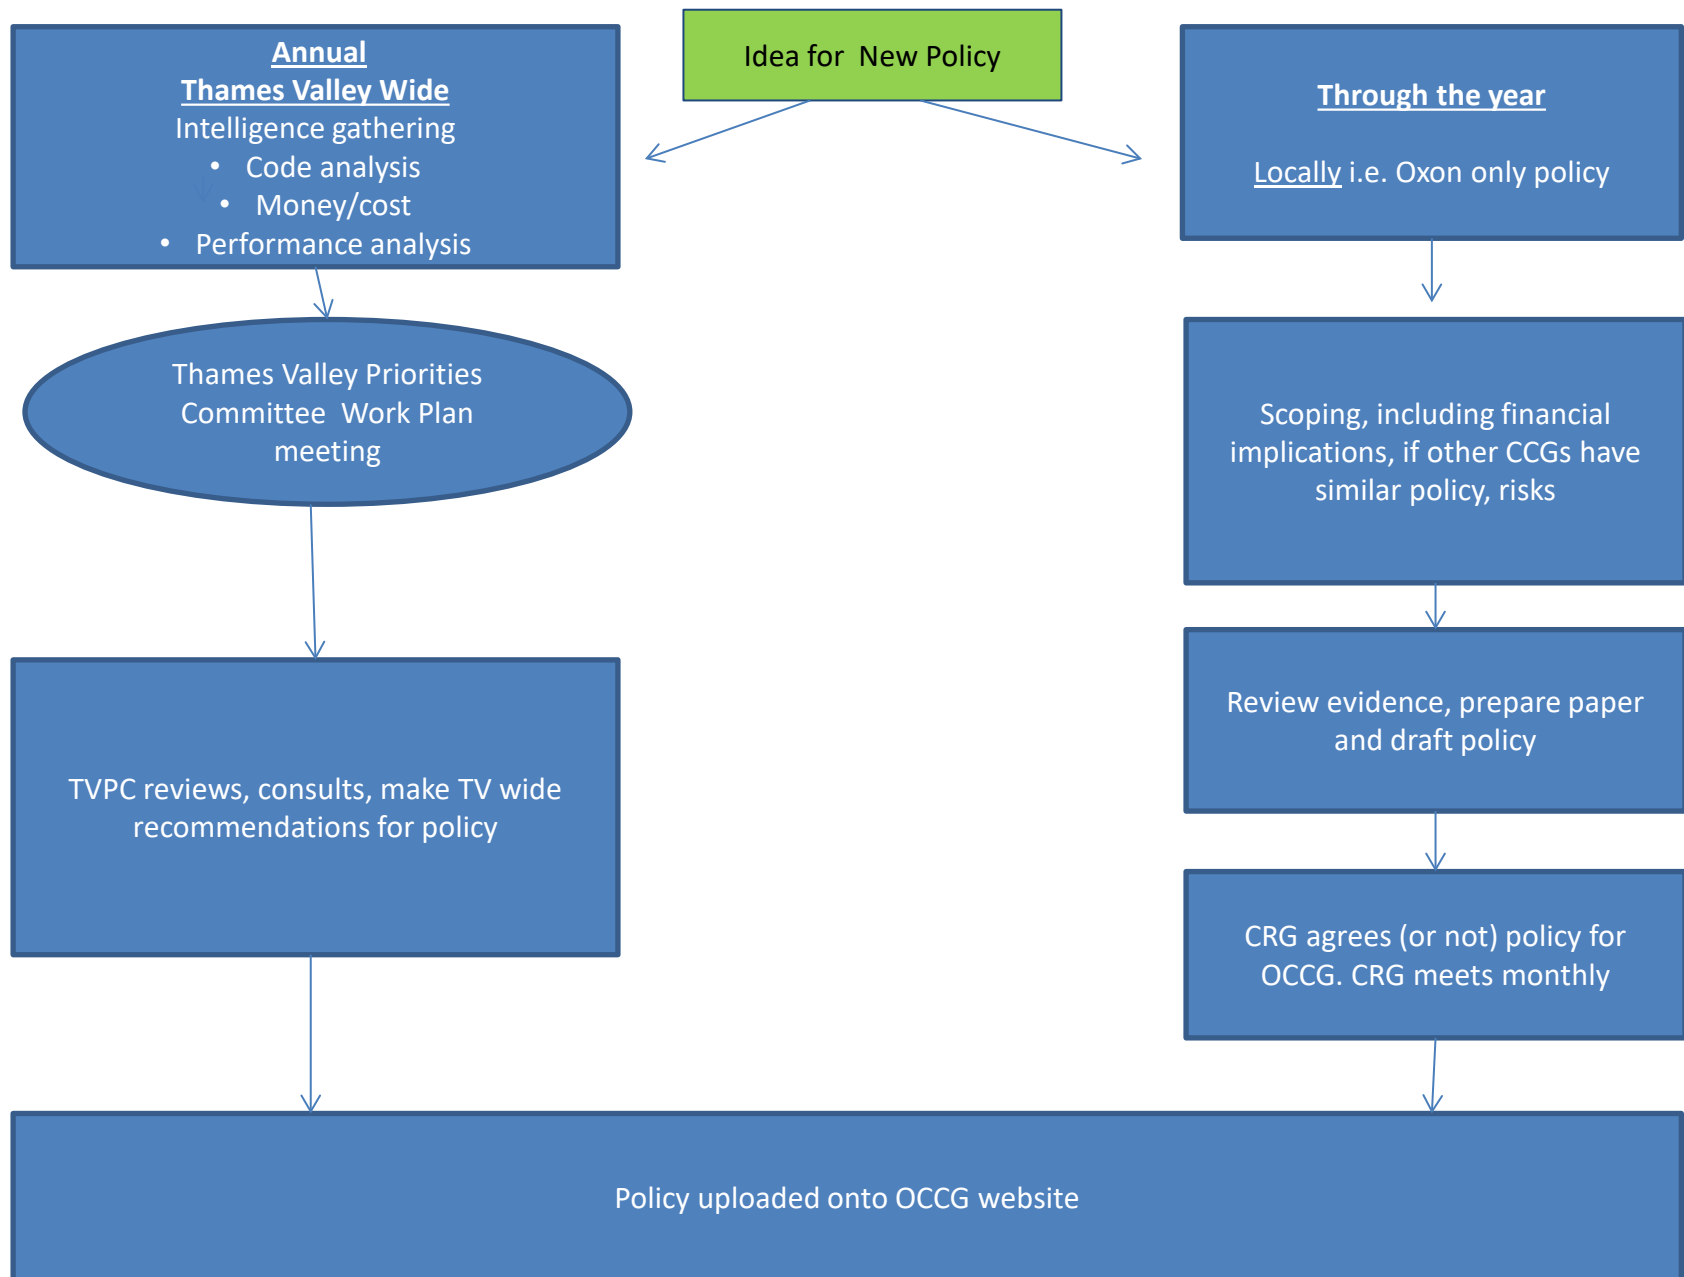 Idea for  New Policy
Annual
Thames Valley Wide
Intelligence gathering
• Code analysis
• Money/cost
• Performance analysis
Thames Valley Priorities
Committee  Work Plan
meeting
TVPC reviews, consults, make TV wide
recommendations for policy
Through the year
Locally i.e. Oxon only policy
Scoping, including financial
implications, if other CCGs have
similar policy, risks
Review evidence, prepare paper
and draft policy
CRG agrees (or not) policy for
OCCG. CRG meets monthly
Policy uploaded onto OCCG website